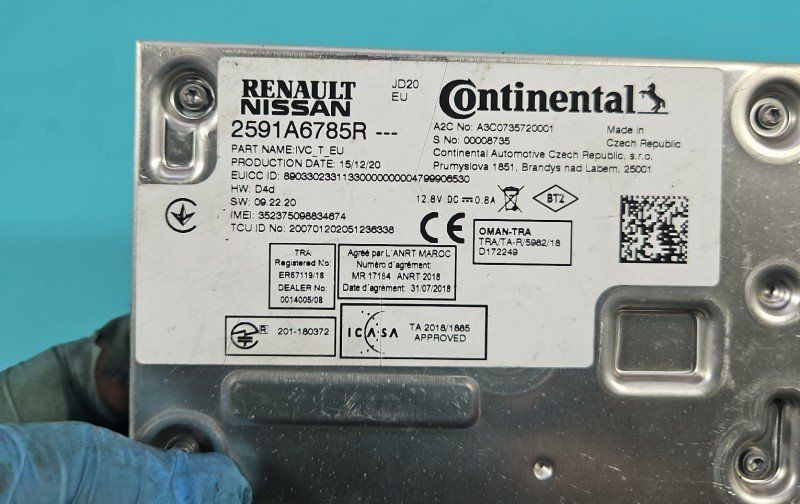 RENAULT
NISSAN
JD20
EU
2591A6785R ---
PART NAME:IVC_T_EU
PRODUCTION DATE: 15/12/20
EUICC ID: 89033023311330000000004799906530
HW: D4d
SW: 09.22.20
IMEI: 352375098834674
TCU ID No: 200701202051236338
Continental
A2C No: A3C0735720001
S No: 00008735
Made in
Czech Republic
Continental Automotive Czech Republic, s.r.o.
Prumyslova 1851, Brandys nad Labem, 25001
12.8V DC 0.8A
BTZ
CE
OMAN-TRA
TRA/TA-R/5982/18
D172249
TRA
Registered No:
ER67119/18
DEALER No:
0014005/08
Agréé par L'ANRT MAROC
Numéro d'agrément:
MR 17154 ANRT 2018
Date d'agrément: 31/07/2018
R
201-180372
ICASA
TA 2018/1885
APPROVED